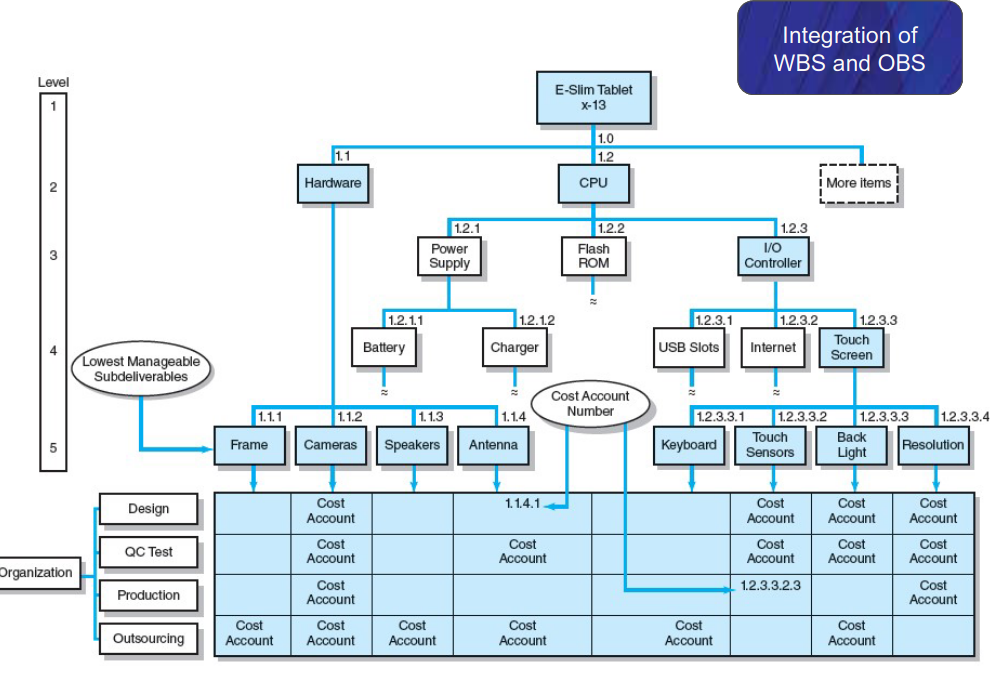 Integration of
WBS and OBS
Level
1
2
3
4
5
E-Slim Tablet
x-13
1.0
1.1
1.2
Hardware
CPU
More items
1.2.1
1.2.2
1.2.3
Power
Supply
Flash
ROM
I/O
Controller
≈
1.2.1.1
1.2.1.2
1.2.3.1
1.2.3.2
1.2.3.3
Battery
Charger
USB Slots
Internet
Touch
Screen
≈
≈
≈
≈
Lowest Manageable
Subdeliverables
Cost Account
Number
1.1.1
1.1.2
1.1.3
1.1.4
1.2.3.3.1
1.2.3.3.2
1.2.3.3.3
1.2.3.3.4
Frame
Cameras
Speakers
Antenna
Keyboard
Touch
Sensors
Back
Light
Resolution
Organization
Design
Cost
Account
1.1.4.1
Cost
Account
Cost
Account
Cost
Account
QC Test
Cost
Account
Cost
Account
Cost
Account
Cost
Account
Cost
Account
Production
Cost
Account
1.2.3.3.2.3
Cost
Account
Outsourcing
Cost
Account
Cost
Account
Cost
Account
Cost
Account
Cost
Account
Cost
Account